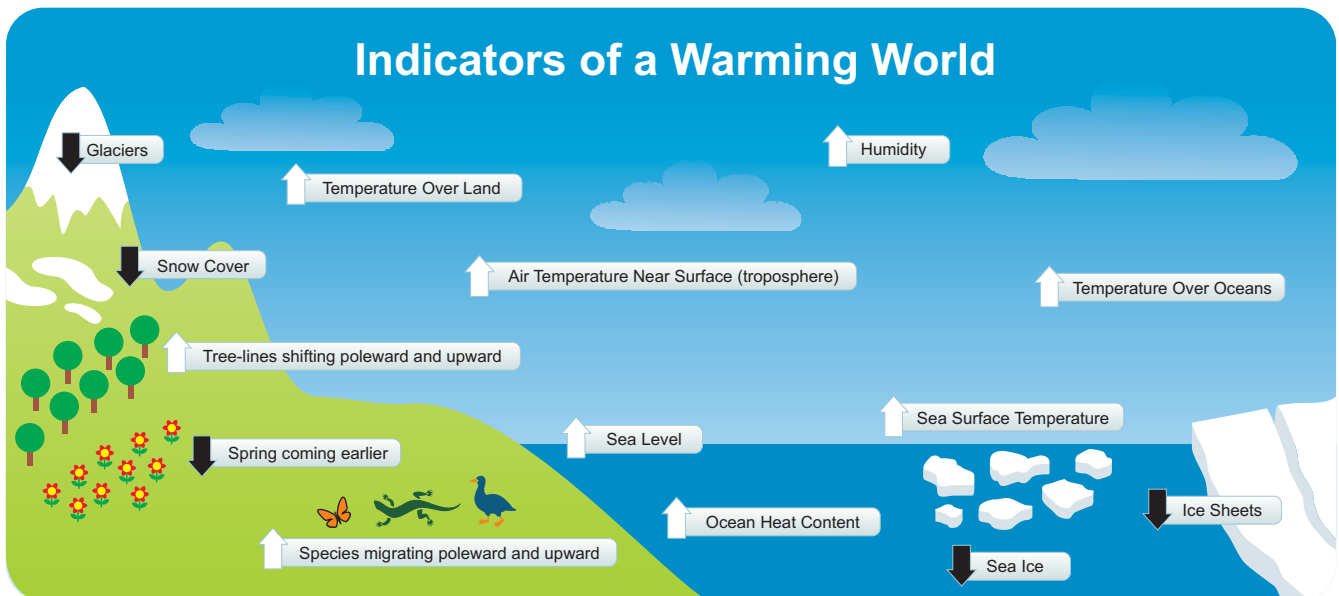 Indicators of a Warming World
Glaciers
Humidity
Temperature Over Land
Snow Cover
Air Temperature Near Surface (troposphere)
Temperature Over Oceans
Tree-lines shifting poleward and upward
Sea Surface Temperature
Sea Level
Spring coming earlier
Ice Sheets
Ocean Heat Content
Species migrating poleward and upward
Sea Ice